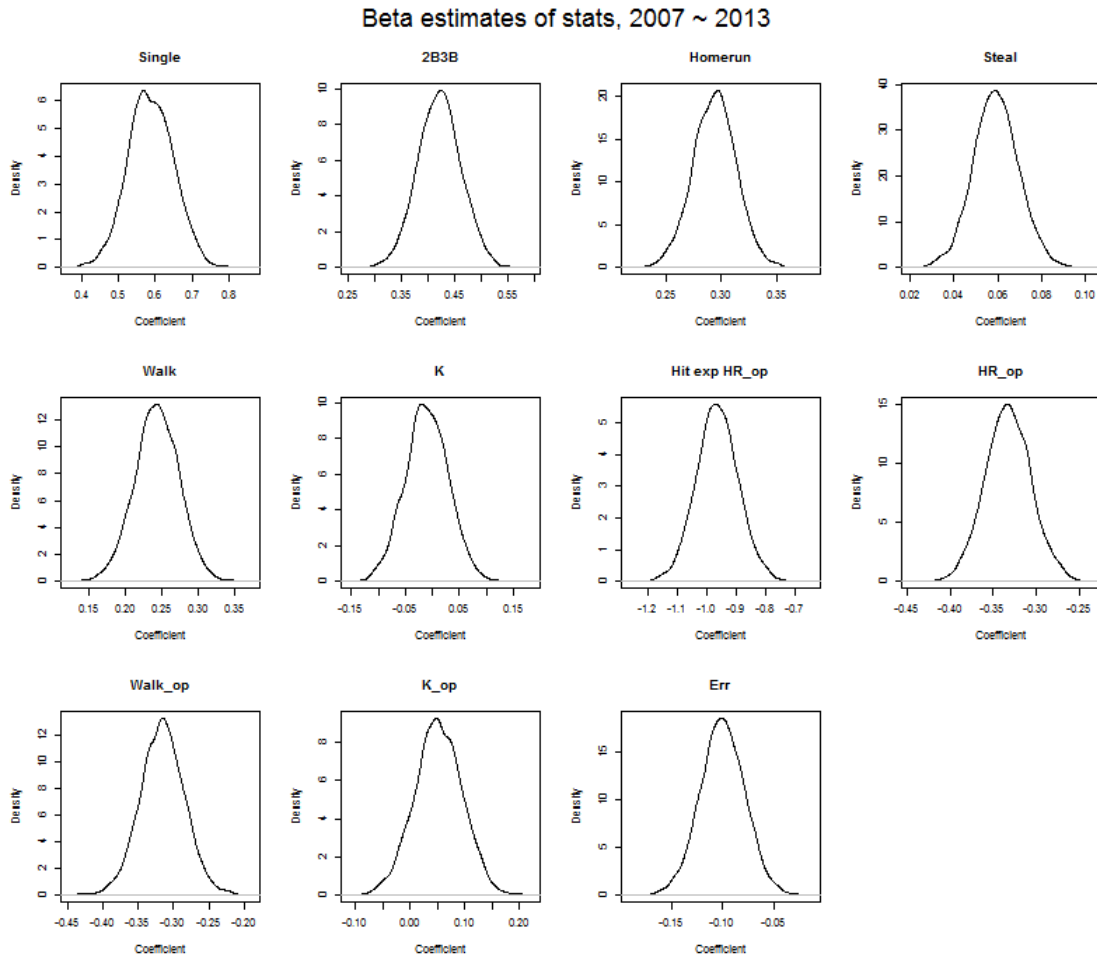 Beta estimates of stats, 2007 ~ 2013
Single
2B3B
Homerun
Steal
Density
0 1 2 3 4 5 6
0.4 0.5 0.6 0.7 0.8
Coefficient
Density
0 2 4 6 8 10
0.25 0.35 0.45 0.55
Coefficient
Density
0 5 10 15 20
0.25 0.30 0.35
Coefficient
Density
0 10 20 30 40
0.02 0.04 0.06 0.08 0.10
Coefficient
Walk
K
Hit exp HR_op
HR_op
Density
0 2 4 6 8 10 12
0.15 0.20 0.25 0.30 0.35
Coefficient
Density
0 2 4 6 8 10
-0.15 -0.05 0.05 0.15
Coefficient
Density
0 1 2 3 4 5
-1.2 -1.1 -1.0 -0.9 -0.8 -0.7
Coefficient
Density
0 5 10 15
-0.45 -0.40 -0.35 -0.30 -0.25
Coefficient
Walk_op
K_op
Err
Density
0 2 4 6 8 10 12
-0.45 -0.40 -0.35 -0.30 -0.25 -0.20
Coefficient
Density
0 2 4 6 8
-0.10 0.00 0.10 0.20
Coefficient
Density
0 5 10 15
-0.15 -0.10 -0.05
Coefficient